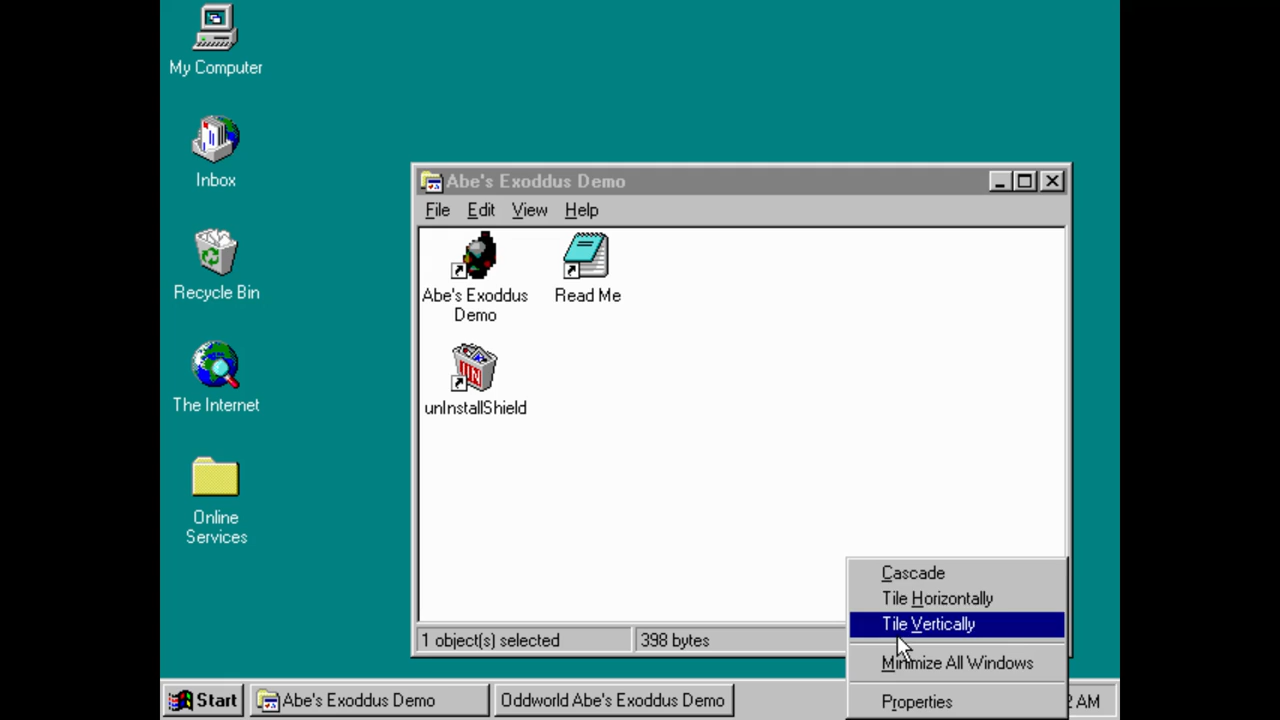 My Computer
Inbox
Recycle Bin
The Internet
Online
Services
Abe's Exoddus Demo
File Edit View Help
Abe's Exoddus
Demo
Read Me
unInstallShield
1 object(s) selected
398 bytes
Cascade
Tile Horizontally
Tile Vertically
Minimize All Windows
Properties
Start
Abe's Exoddus Demo
Oddworld Abe's Exoddus Demo
2 AM